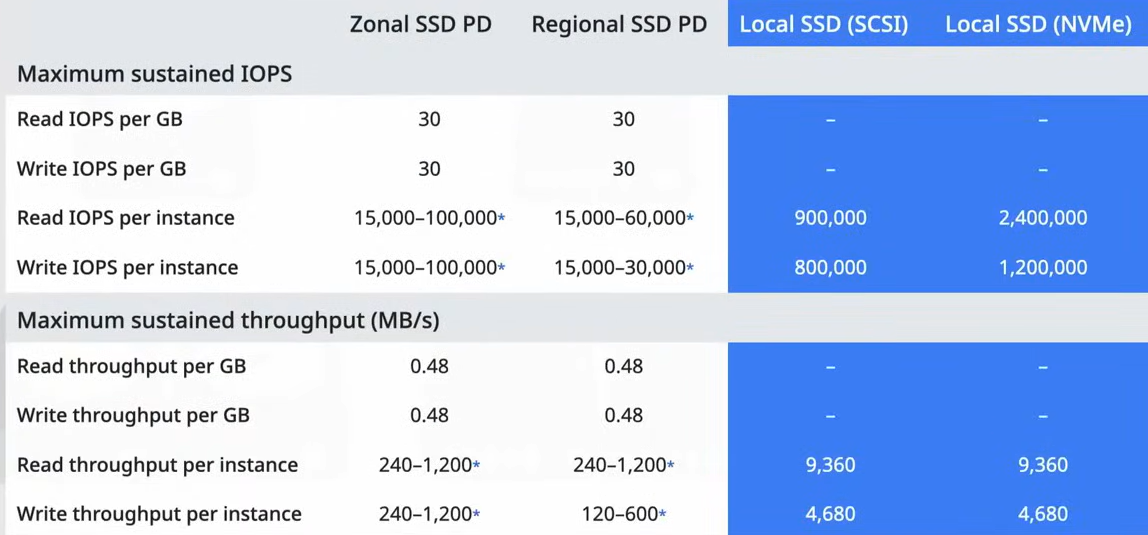 Zonal SSD PD Regional SSD PD Local SSD (SCSI) Local SSD (NVMe)
Maximum sustained IOPS
Read IOPS per GB 30 30 – –
Write IOPS per GB 30 30 – –
Read IOPS per instance 15,000–100,000* 15,000–60,000* 900,000 2,400,000
Write IOPS per instance 15,000–100,000* 15,000–30,000* 800,000 1,200,000
Maximum sustained throughput (MB/s)
Read throughput per GB 0.48 0.48 – –
Write throughput per GB 0.48 0.48 – –
Read throughput per instance 240–1,200* 240–1,200* 9,360 9,360
Write throughput per instance 240–1,200* 120–600* 4,680 4,680